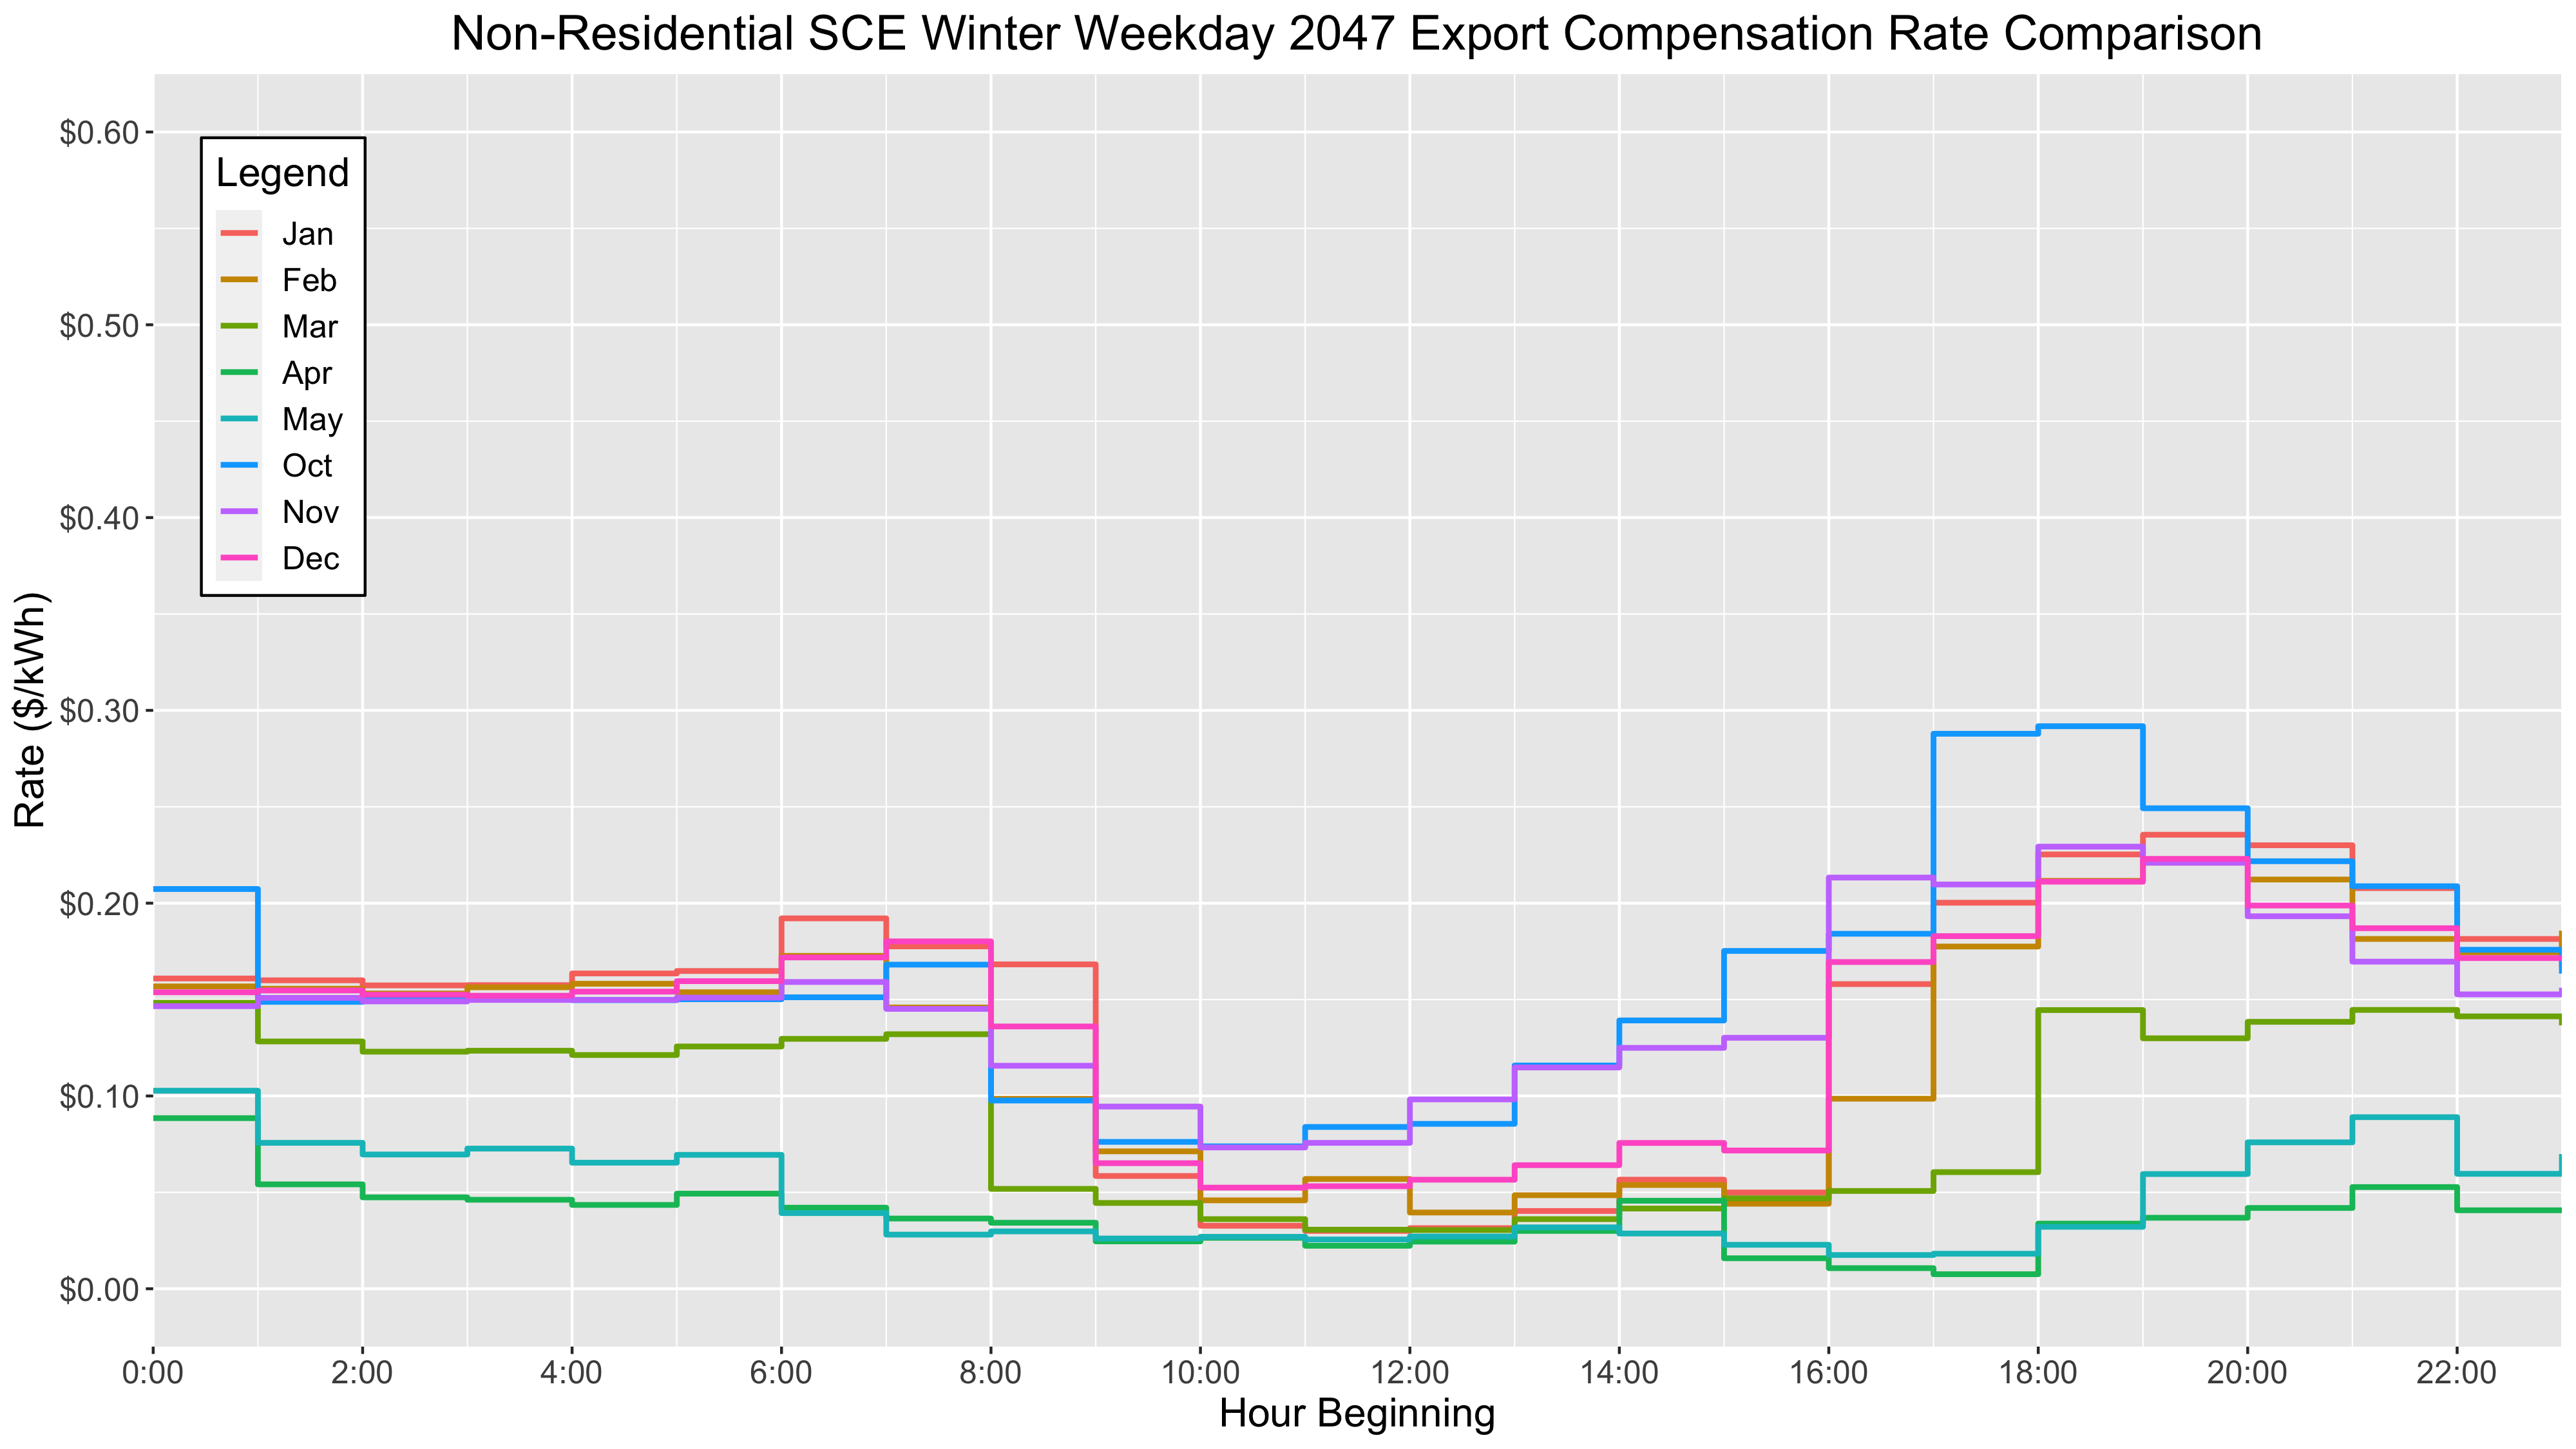 Non-Residential SCE Winter Weekday 2047 Export Compensation Rate Comparison
$0.60
$0.50
$0.40
$0.30
$0.20
$0.10
$0.00
Rate ($/kWh)
Legend
Jan
Feb
Mar
Apr
May
Oct
Nov
Dec
0:00 2:00 4:00 6:00 8:00 10:00 12:00 14:00 16:00 18:00 20:00 22:00
Hour Beginning